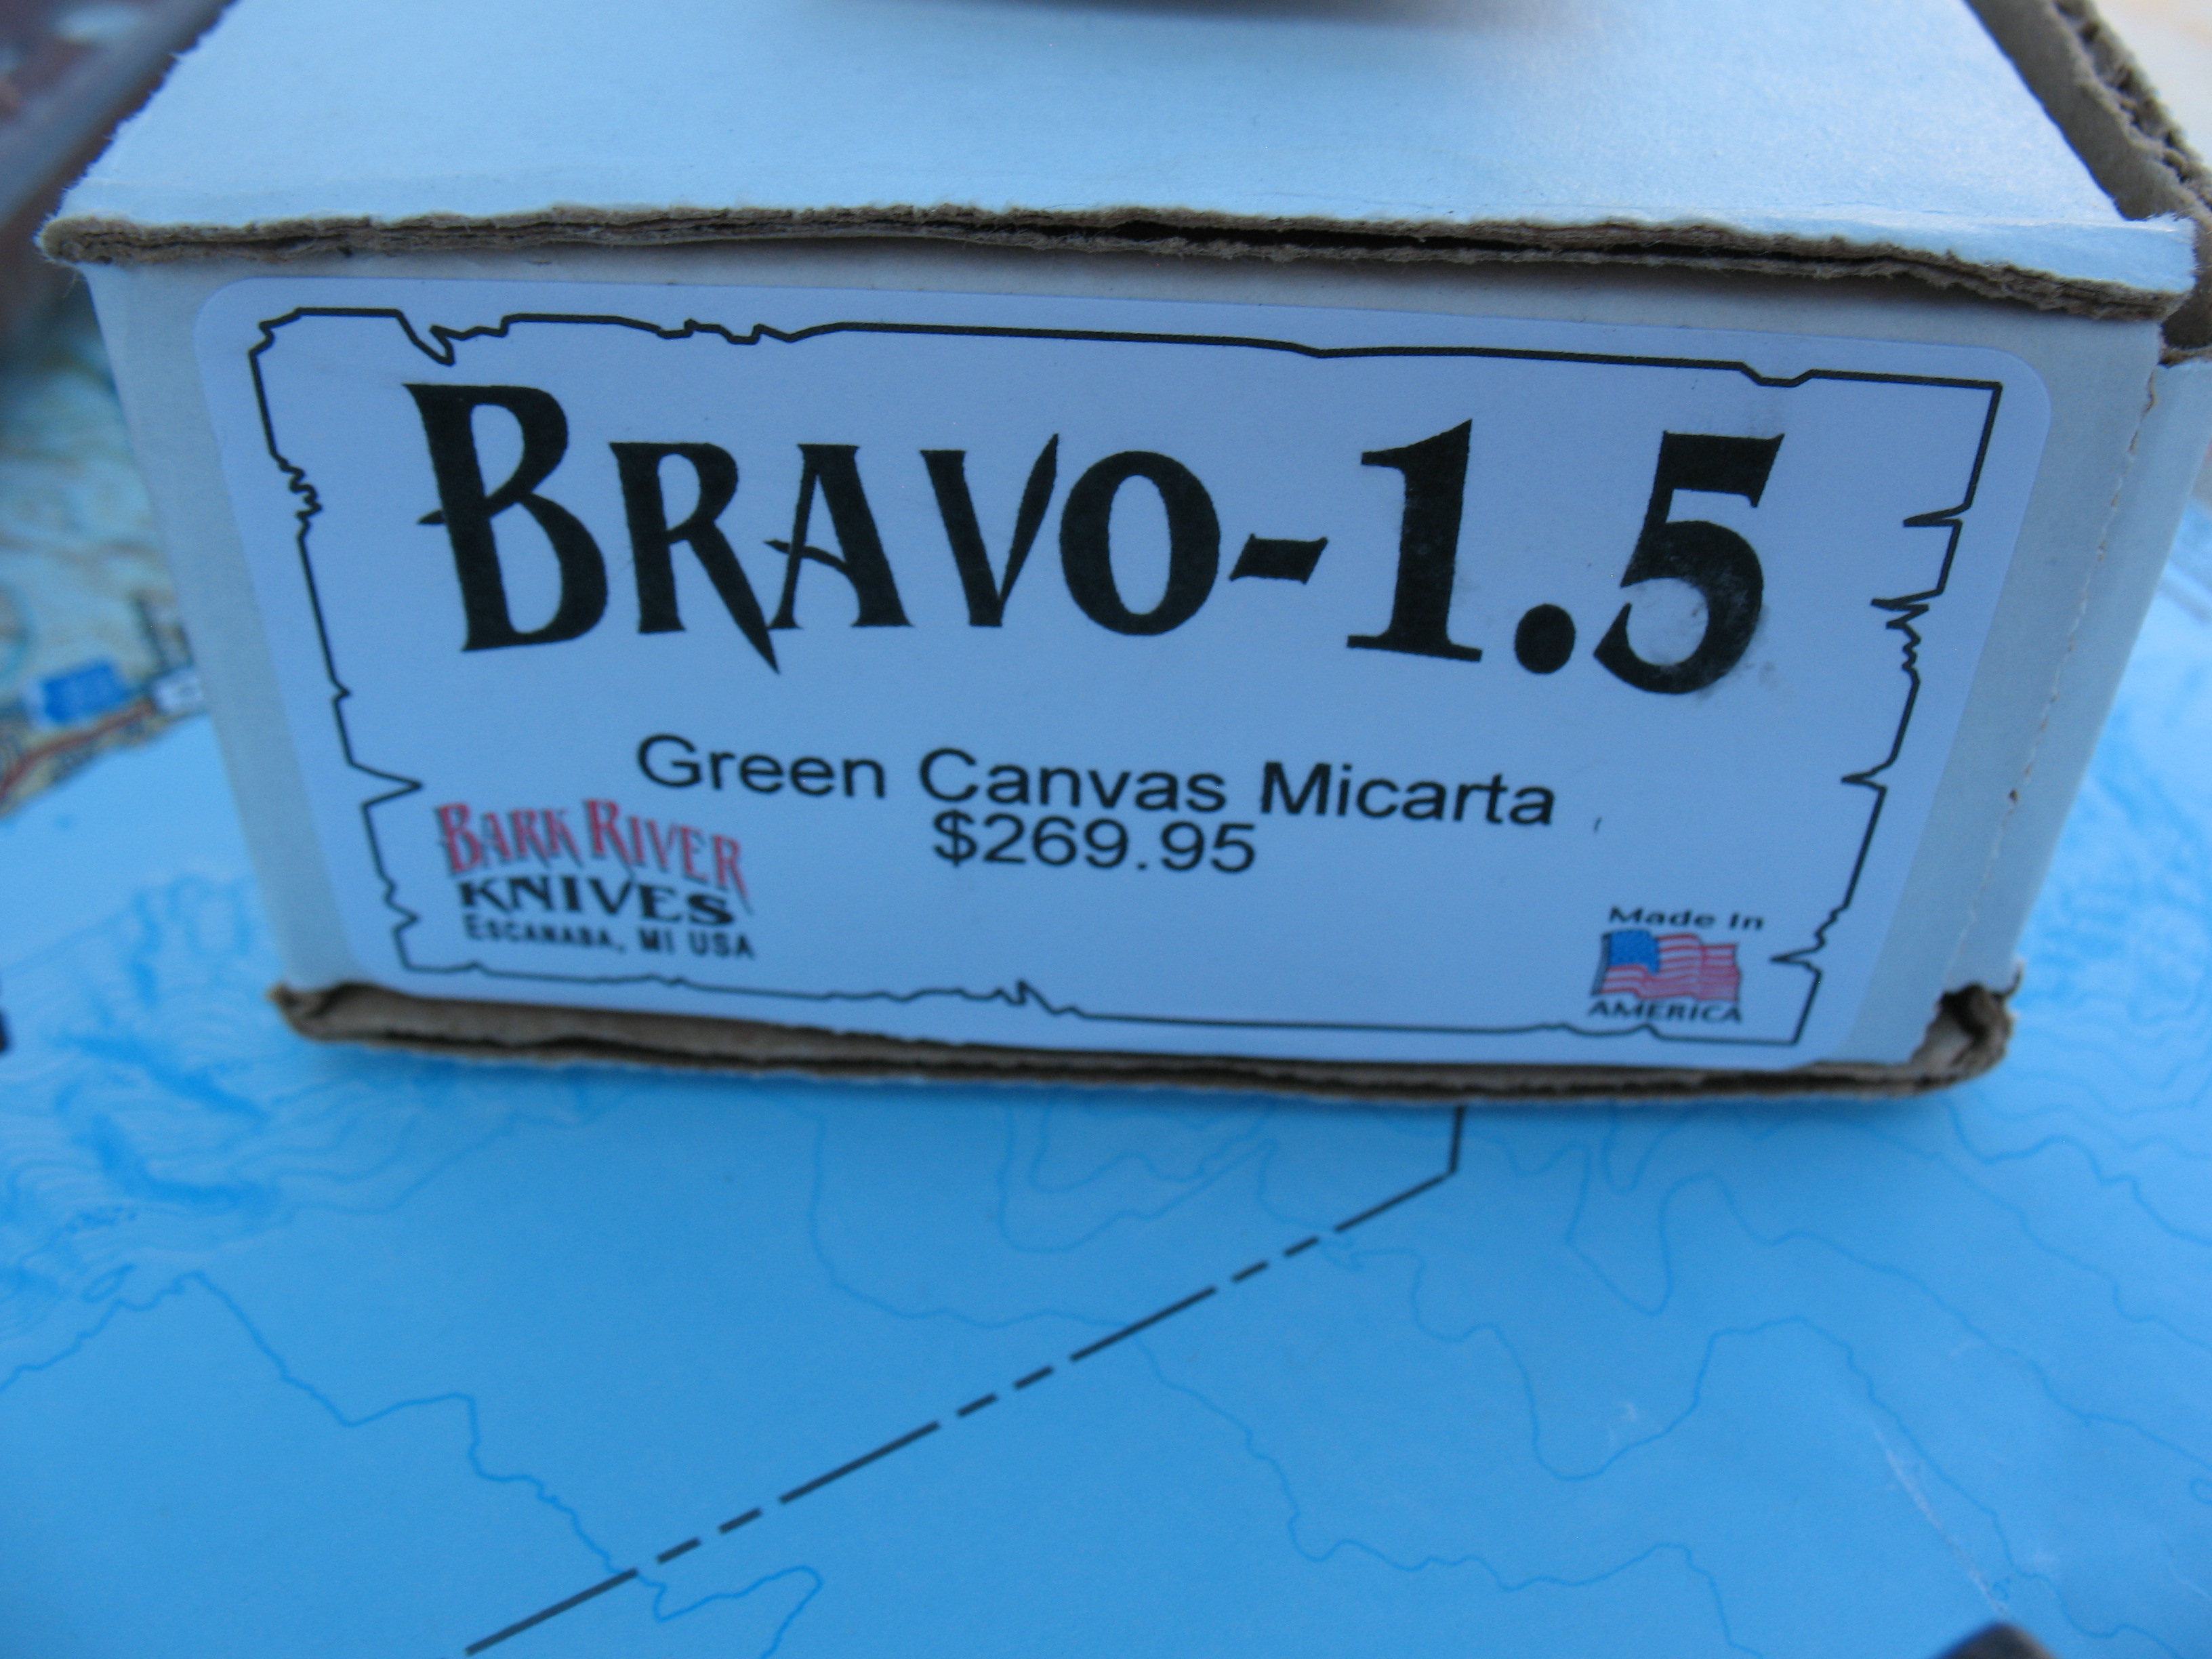 BRAVO-1.5
Green Canvas Micarta
$269.95
BARK RIVER
KNIVES
ESCANABA, MI USA
Made In
AMERICA